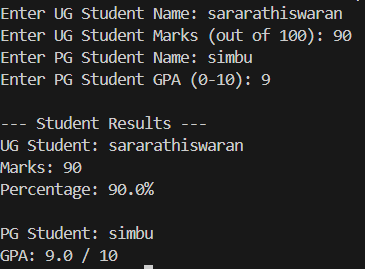 Enter UG Student Name: sararathiswaran
Enter UG Student Marks (out of 100): 90
Enter PG Student Name: simbu
Enter PG Student GPA (0-10): 9
--- Student Results ---
UG Student: sararathiswaran
Marks: 90
Percentage: 90.0%
PG Student: simbu
GPA: 9.0 / 10